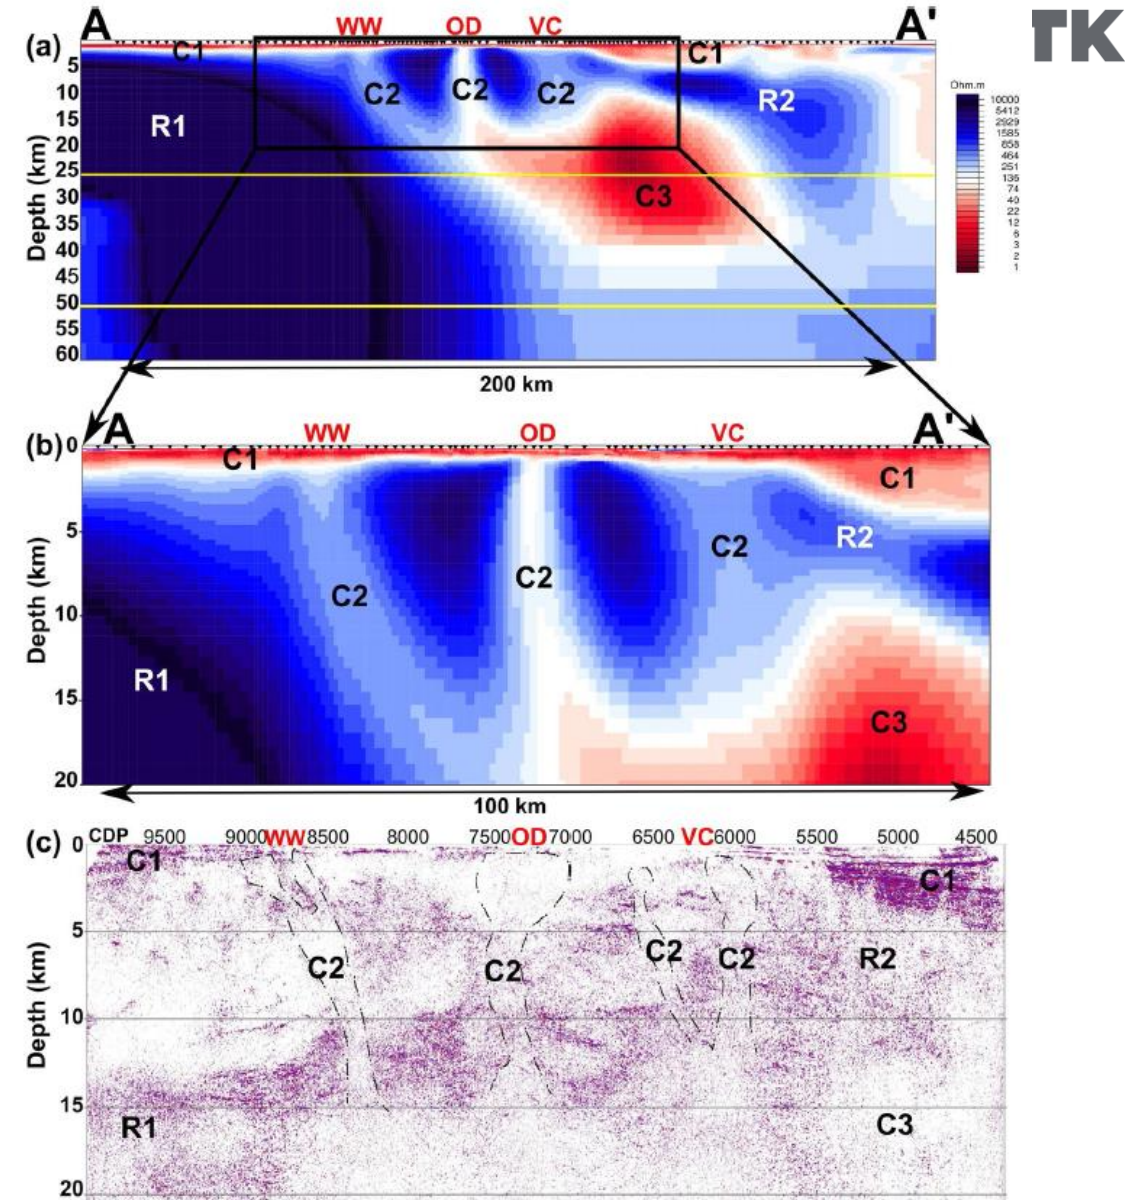 TK
(a) A WW OD VC A'
C1 C1
5
10
15
20
25
30
35
40
45
50
55
60
Depth (km)
C2 C2 C2 R2
R1
C3
200 km
Ohm.m
10000
5412
2929
1585
858
464
251
136
74
40
22
12
6
3
2
1
(b) A WW OD VC A'
0
5
10
15
20
Depth (km)
C1 C1
R2
C2
C2
C2
R1
C3
100 km
(c) CDP 9500 9000 WW 8500 8000 7500 OD 7000 6500 VC 6000 5500 5000 4500
0
5
10
15
20
Depth (km)
C1 C1
C2 C2 C2 C2 R2
R1 C3